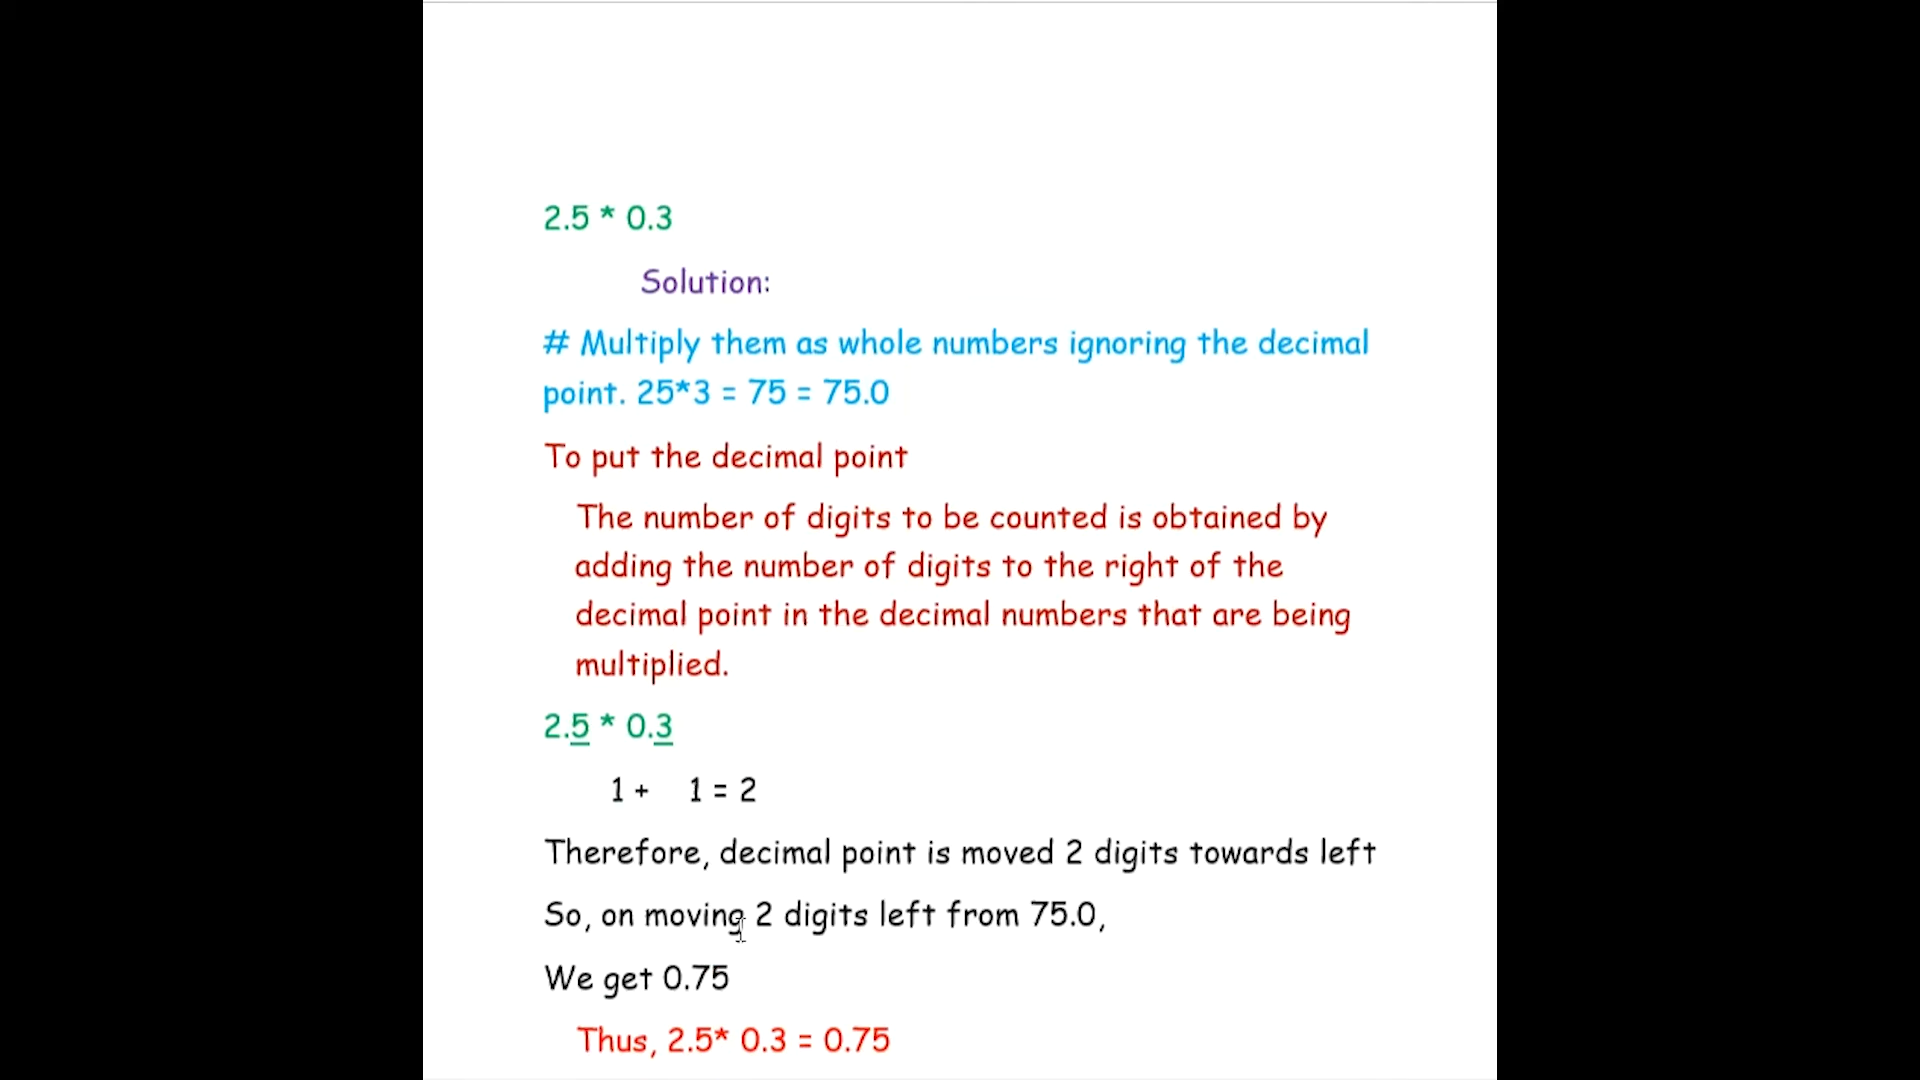 2.5 * 0.3
Solution:
# Multiply them as whole numbers ignoring the decimal
point. 25*3 = 75 = 75.0
To put the decimal point
The number of digits to be counted is obtained by
adding the number of digits to the right of the
decimal point in the decimal numbers that are being
multiplied.
2.5 * 0.3
1 + 1 = 2
Therefore, decimal point is moved 2 digits towards left
So, on moving 2 digits left from 75.0,
We get 0.75
Thus, 2.5* 0.3 = 0.75